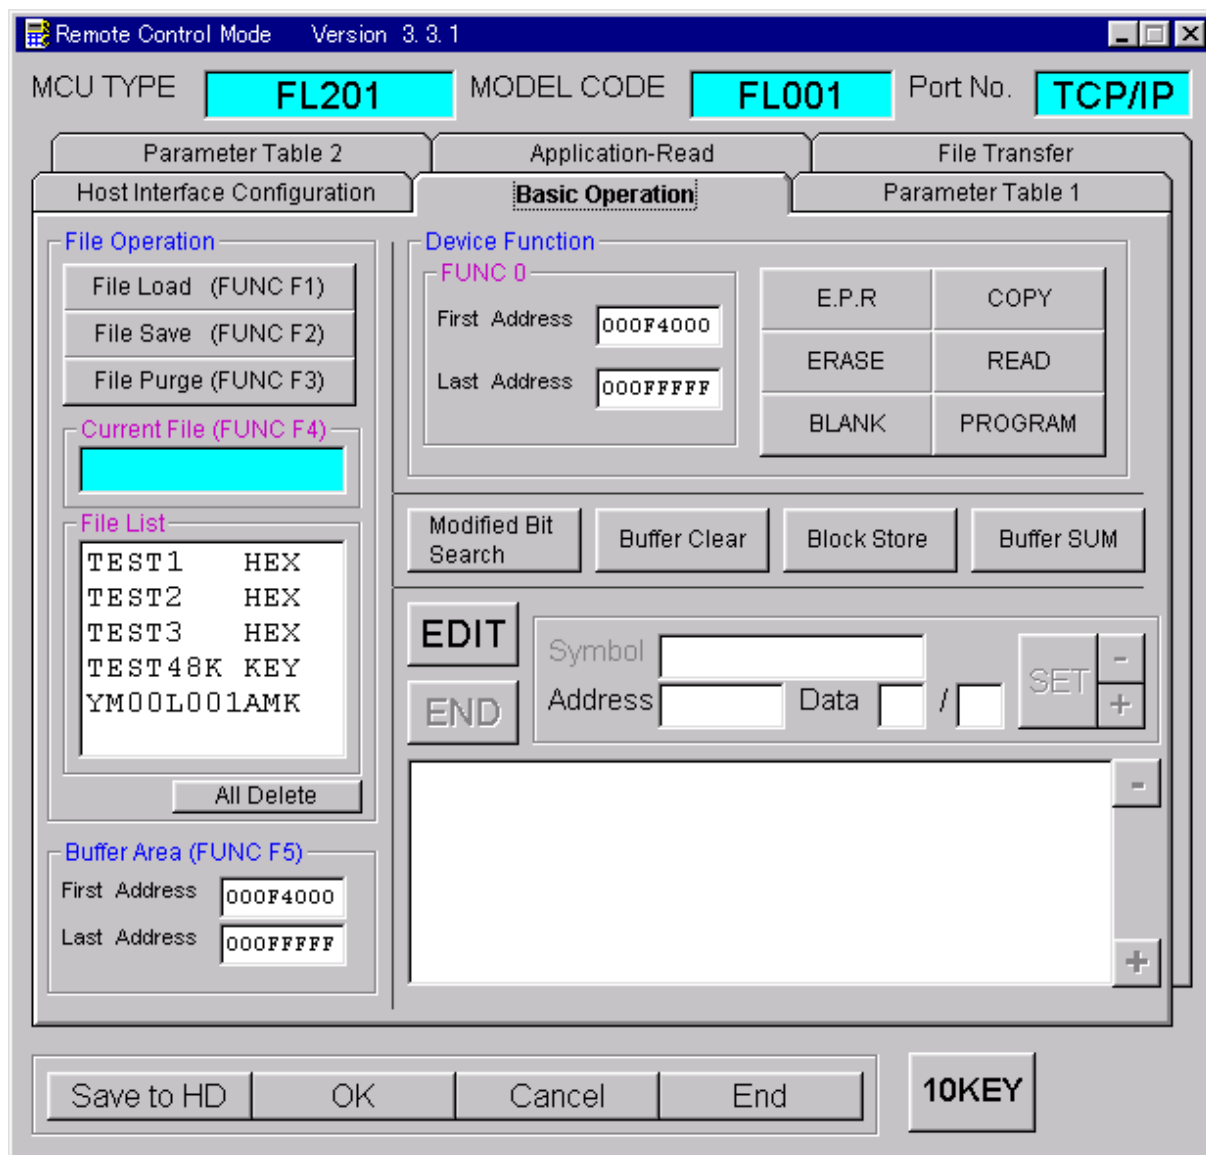 Remote Control Mode Version 3.3.1
MCU TYPE FL201 MODEL CODE FL001 Port No. TCP/IP
Parameter Table 2 Application-Read File Transfer
Host Interface Configuration Basic Operation Parameter Table 1
File Operation
File Load (FUNC F1)
File Save (FUNC F2)
File Purge (FUNC F3)
Current File (FUNC F4)
File List
TEST1 HEX
TEST2 HEX
TEST3 HEX
TEST48K KEY
YM00L001AMK
All Delete
Buffer Area (FUNC F5)
First Address 000F4000
Last Address 000FFFFF
Device Function
FUNC 0
First Address 000F4000
Last Address 000FFFFF
E.P.R COPY
ERASE READ
BLANK PROGRAM
Modified Bit
Search
Buffer Clear
Block Store
Buffer SUM
EDIT
END
Symbol
Address Data /
SET
-
+
-
+
Save to HD OK Cancel End
10KEY